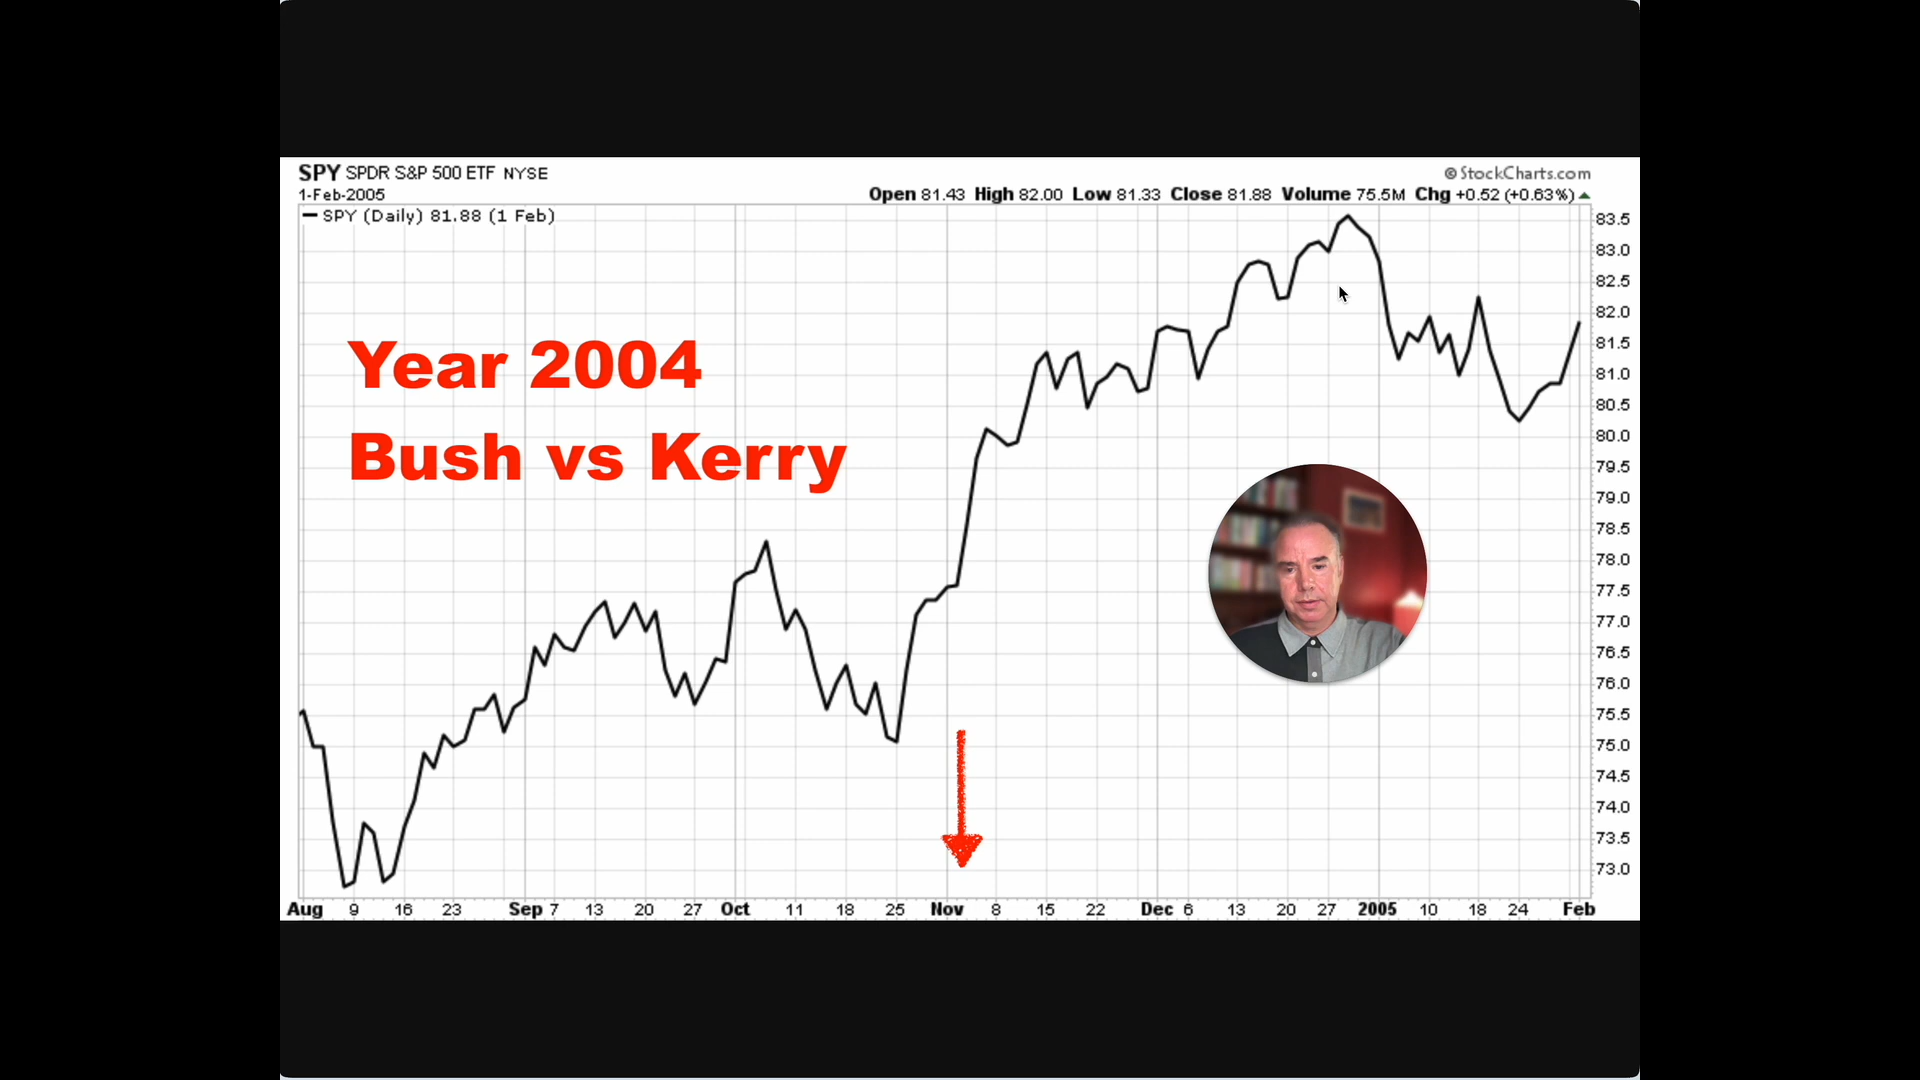 SPY SPDR S&P 500 ETF NYSE
© StockCharts.com
1-Feb-2005
Open 81.43 High 82.00 Low 81.33 Close 81.88 Volume 75.5M Chg +0.52 (+0.63%)
SPY (Daily) 81.88 (1 Feb)
Year 2004
Bush vs Kerry
83.5
83.0
82.5
82.0
81.5
81.0
80.5
80.0
79.5
79.0
78.5
78.0
77.5
77.0
76.5
76.0
75.5
75.0
74.5
74.0
73.5
73.0
Aug 9 16 23 Sep 7 13 20 27 Oct 11 18 25 Nov 8 15 22 Dec 6 13 20 27 2005 10 18 24 Feb